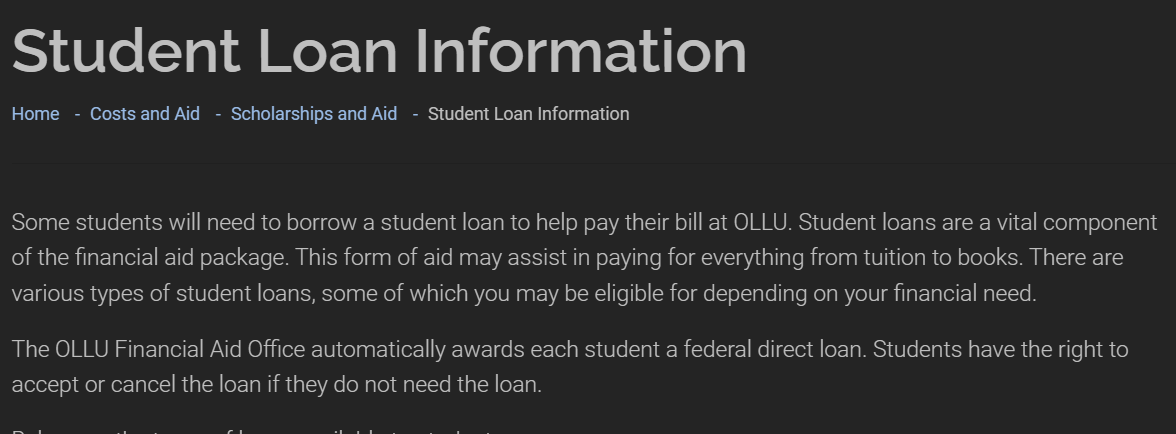 Student Loan Information
Home - Costs and Aid - Scholarships and Aid - Student Loan Information
Some students will need to borrow a student loan to help pay their bill at OLLU. Student loans are a vital component
of the financial aid package. This form of aid may assist in paying for everything from tuition to books. There are
various types of student loans, some of which you may be eligible for depending on your financial need.
The OLLU Financial Aid Office automatically awards each student a federal direct loan. Students have the right to
accept or cancel the loan if they do not need the loan.